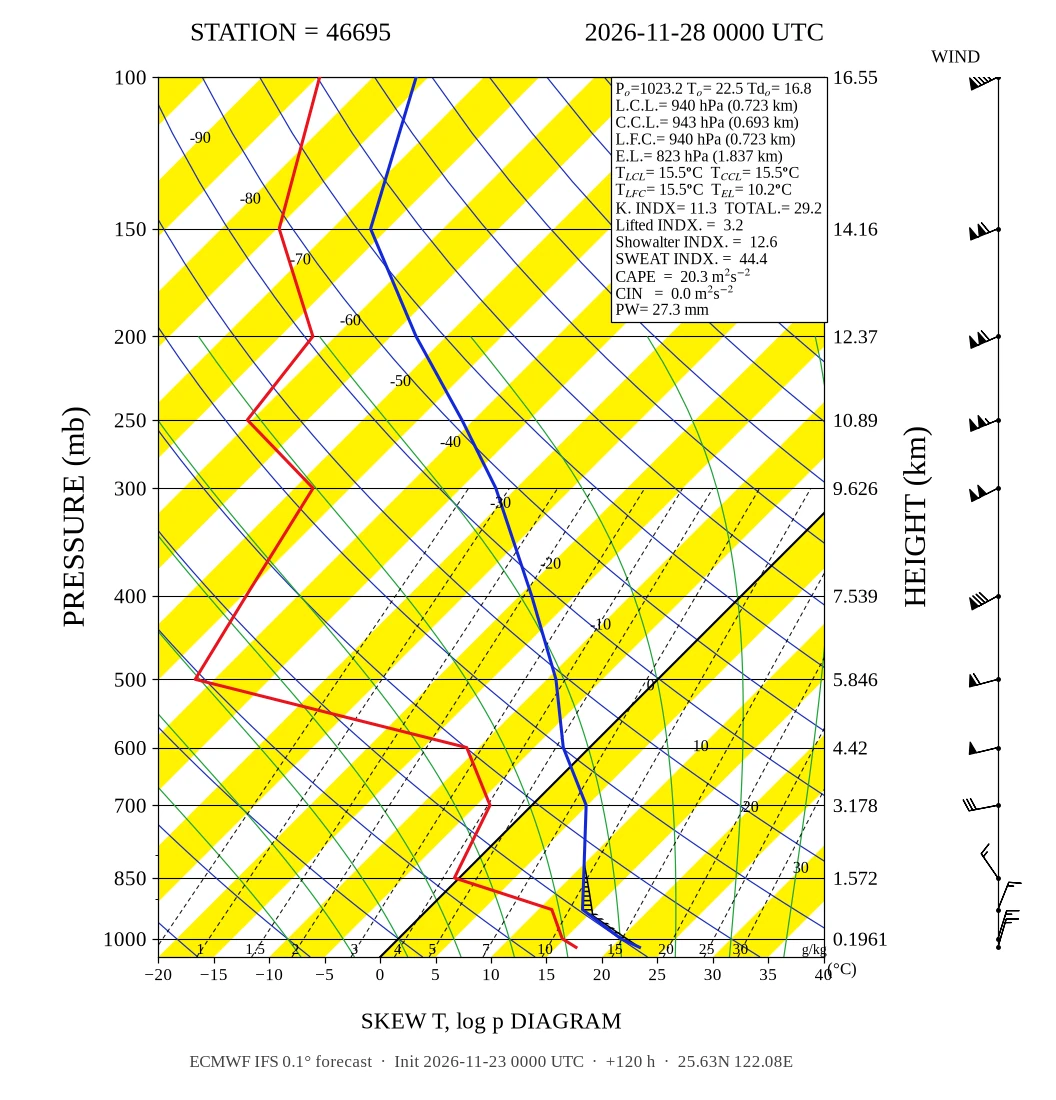 STATION = 46695
2026-11-28 0000 UTC
WIND
Pₒ=1023.2 Tₒ= 22.5 Tdₒ= 16.8
L.C.L.= 940 hPa (0.723 km)
C.C.L.= 943 hPa (0.693 km)
L.F.C.= 940 hPa (0.723 km)
E.L.= 823 hPa (1.837 km)
T_LCL= 15.5°C T_CCL= 15.5°C
T_LFC= 15.5°C T_EL= 10.2°C
K. INDX= 11.3 TOTAL.= 29.2
Lifted INDX. = 3.2
Showalter INDX. = 12.6
SWEAT INDX. = 44.4
CAPE = 20.3 m²s⁻²
CIN = 0.0 m²s⁻²
PW= 27.3 mm
PRESSURE (mb)
100
150
200
250
300
400
500
600
700
850
1000
16.55
14.16
12.37
10.89
9.626
7.539
5.846
4.42
3.178
1.572
0.1961
HEIGHT (km)
-90
-80
-70
-60
-50
-40
-30
-20
-10
0
10
20
30
1 1.5 2 3 4 5 7 10 15 20 25 30 g/kg
−20 −15 −10 −5 0 5 10 15 20 25 30 35 40 (°C)
SKEW T, log p DIAGRAM
ECMWF IFS 0.1° forecast · Init 2026-11-23 0000 UTC · +120 h · 25.63N 122.08E